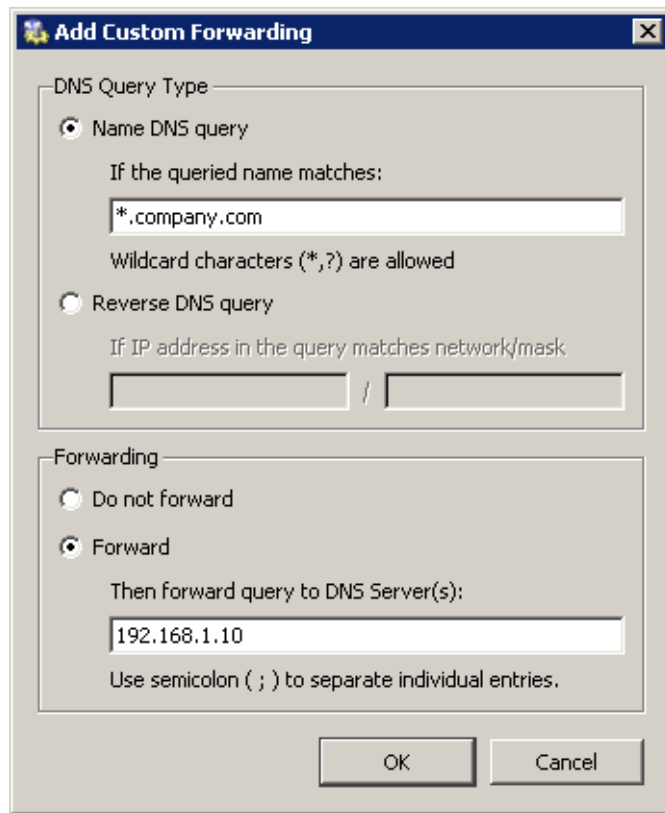 Add Custom Forwarding
DNS Query Type
Name DNS query
If the queried name matches:
*.company.com
Wildcard characters (*,?) are allowed
Reverse DNS query
If IP address in the query matches network/mask
/
Forwarding
Do not forward
Forward
Then forward query to DNS Server(s):
192.168.1.10
Use semicolon ( ; ) to separate individual entries.
OK Cancel